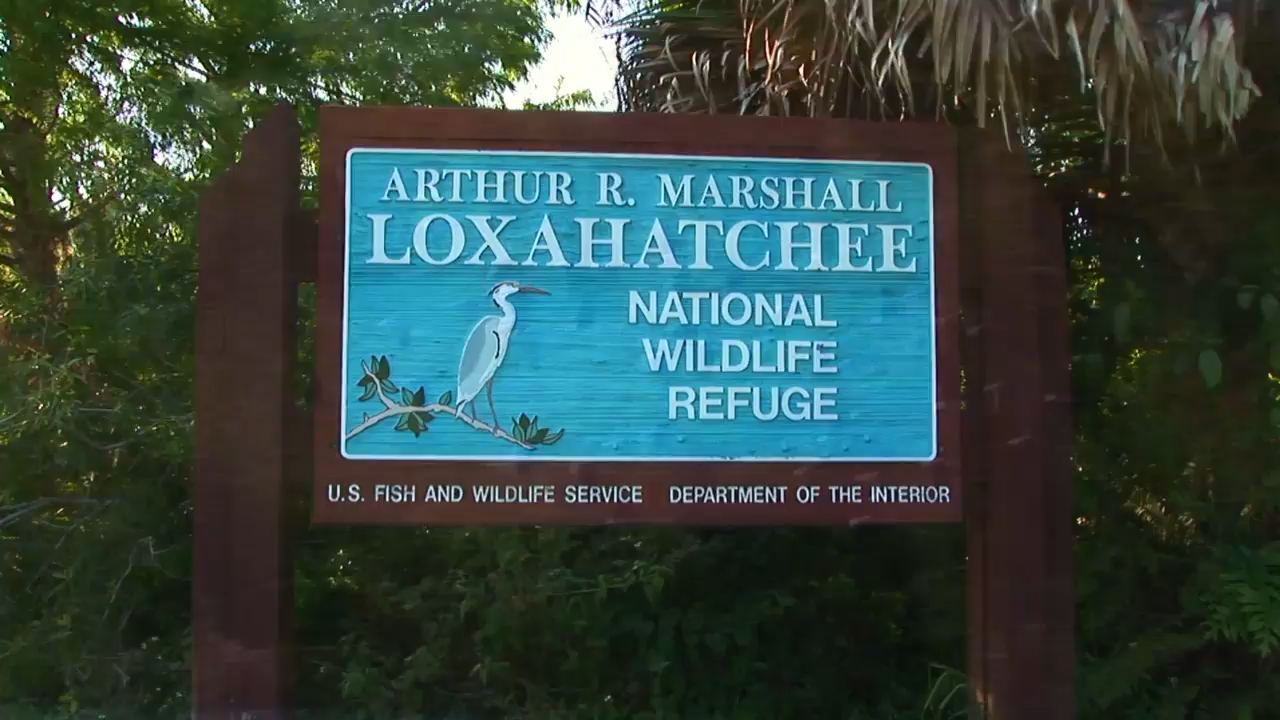 ARTHUR R. MARSHALL
LOXAHATCHEE
NATIONAL
WILDLIFE
REFUGE
U.S. FISH AND WILDLIFE SERVICE DEPARTMENT OF THE INTERIOR